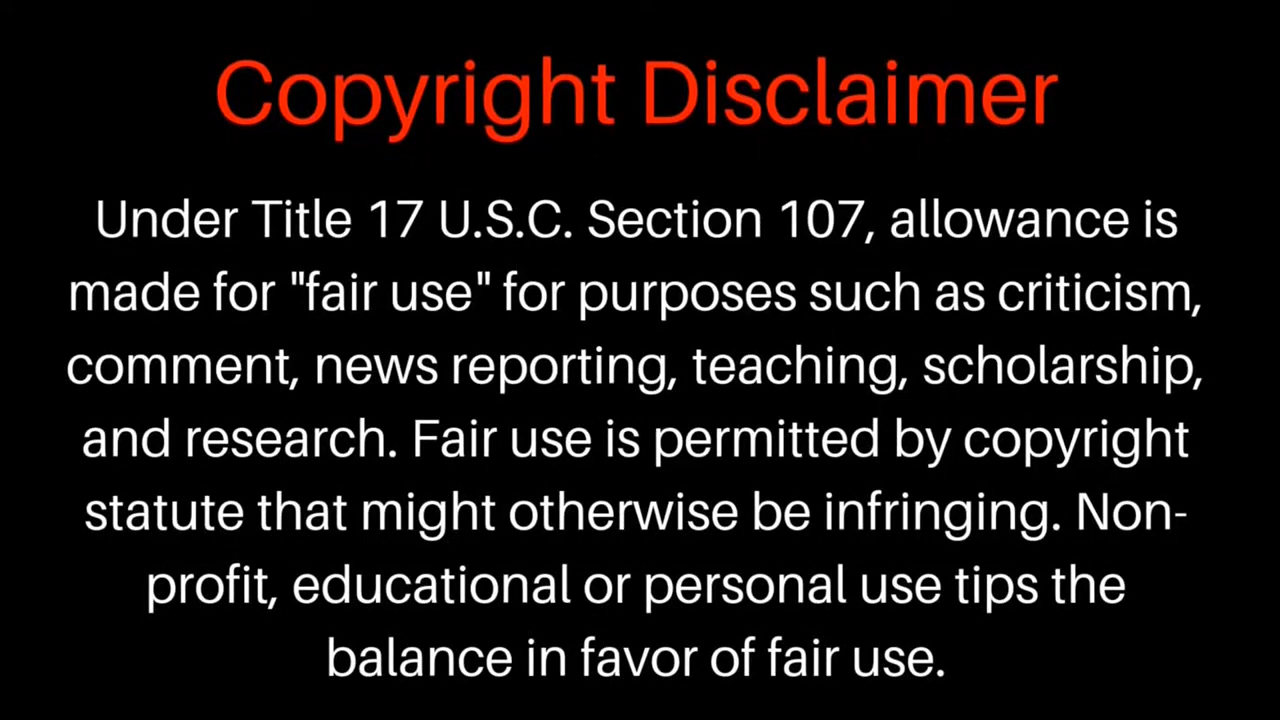 Copyright Disclaimer
Under Title 17 U.S.C. Section 107, allowance is
made for "fair use" for purposes such as criticism,
comment, news reporting, teaching, scholarship,
and research. Fair use is permitted by copyright
statute that might otherwise be infringing. Non-
profit, educational or personal use tips the
balance in favor of fair use.